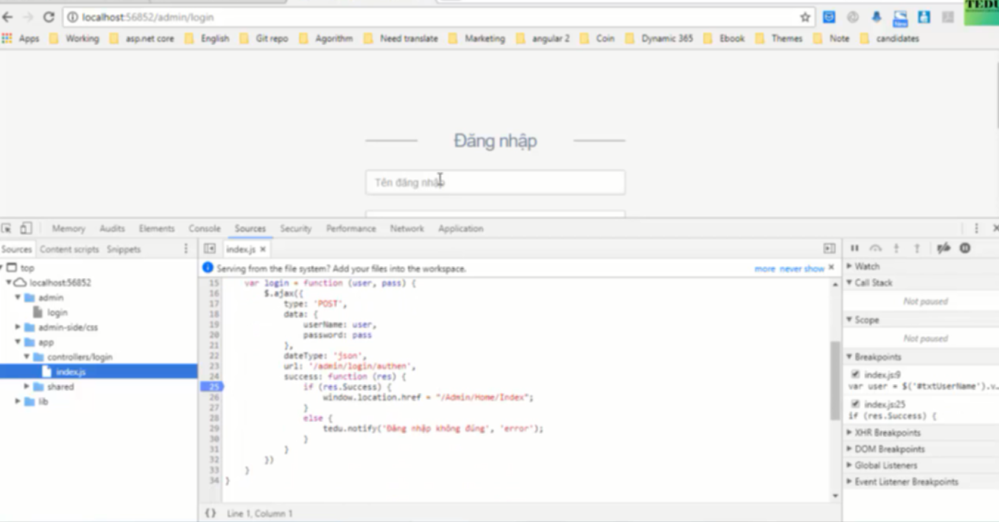 TEDU
localhost:56852/admin/login
Apps Working asp.net core English Git repo Agorithm Need translate Marketing angular 2 Coin Dynamic 365 Ebook Themes Note candidates
New
Đăng nhập
Tên đăng nhập
Memory Audits Elements Console Sources Security Performance Network Application
Sources Content scripts Snippets
index.js
Serving from the file system? Add your files into the workspace. more never show
top
localhost:56852
admin
login
admin-side/css
app
controllers/login
index.js
shared
lib
15 var login = function (user, pass) {
16 $.ajax({
17 type: 'POST',
18 data: {
19 userName: user,
20 password: pass
21 },
22 dateType: 'json',
23 url: '/admin/login/authen',
24 success: function (res) {
25 if (res.Success) {
26 window.location.href = "/Admin/Home/Index";
27 }
28 else {
29 tedu.notify('Đăng nhập không đúng', 'error');
30 }
31 }
32 })
33 }
34 }
{} Line 1, Column 1
Watch
Call Stack
Not paused
Scope
Not paused
Breakpoints
index.js:9
var user = $('#txtUserName').v...
index.js:25
if (res.Success) {
XHR Breakpoints
DOM Breakpoints
Global Listeners
Event Listener Breakpoints